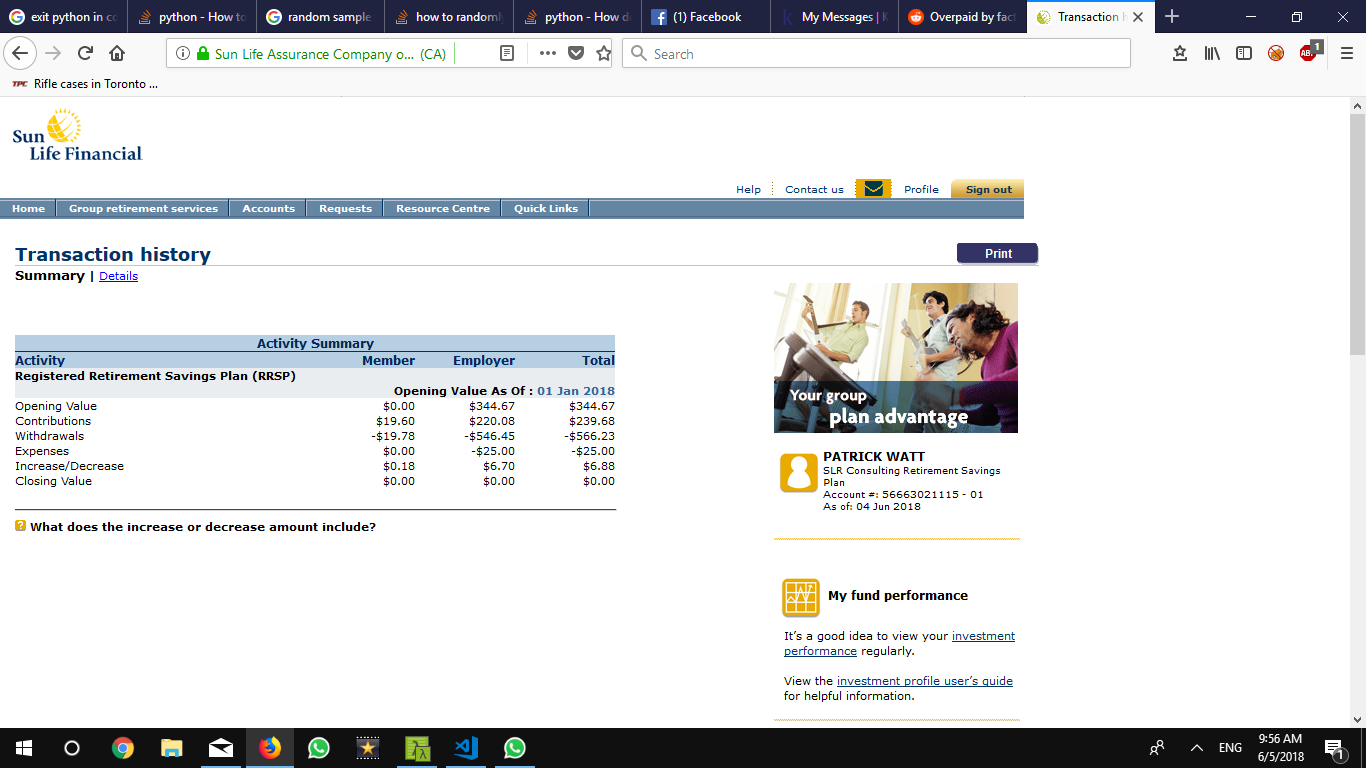 exit python in co
python - How to
random sample
how to randomly
python - How d
(1) Facebook
My Messages | K
Overpaid by fac
Transaction h
Sun Life Assurance Company o... (CA)
Search
ABP
1
TPC
Rifle cases in Toronto ...
Sun
Life Financial
Help
Contact us
Profile
Sign out
Home
Group retirement services
Accounts
Requests
Resource Centre
Quick Links
Transaction history
Print
Summary | Details
Activity Summary
Activity Member Employer Total
Registered Retirement Savings Plan (RRSP)
Opening Value As Of : 01 Jan 2018
Opening Value $0.00 $344.67 $344.67
Contributions $19.60 $220.08 $239.68
Withdrawals -$19.78 -$546.45 -$566.23
Expenses $0.00 -$25.00 -$25.00
Increase/Decrease $0.18 $6.70 $6.88
Closing Value $0.00 $0.00 $0.00
? What does the increase or decrease amount include?
Your group
plan advantage
PATRICK WATT
SLR Consulting Retirement Savings
Plan
Account #: 56663021115 - 01
As of: 04 Jun 2018
My fund performance
It's a good idea to view your investment
performance regularly.
View the investment profile user's guide
for helpful information.
ENG
9:56 AM
6/5/2018
1